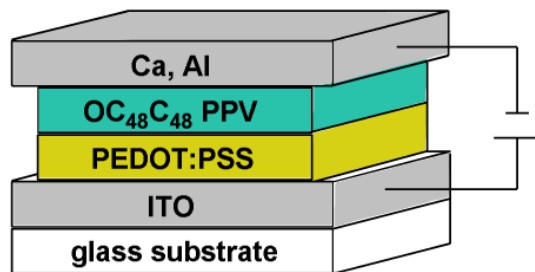 Ca, Al
OC₄₈C₄₈ PPV
PEDOT:PSS
ITO
glass substrate